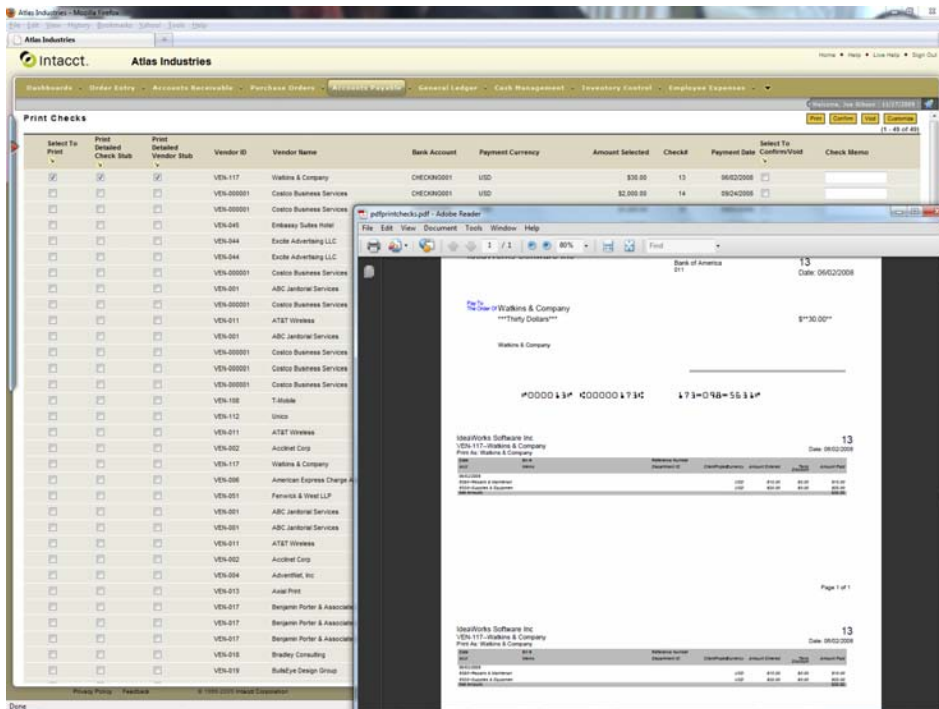 Atlas Industries - Mozilla Firefox
File Edit View History Bookmarks Yahoo! Tools Help
Atlas Industries
Intacct. Atlas Industries
Home • Help • Live Help • Sign Out
Dashboards Order Entry Accounts Receivable Purchase Orders Accounts Payable General Ledger Cash Management Inventory Control Employee Expenses
Print Checks
Print Confirm Void Customize
Select To Print Print Detailed Check Stub Print Detailed Vendor Stub Vendor ID Vendor Name Bank Account Payment Currency Amount Selected Check# Payment Date Select To Confirm/Void Check Memo
VEN-117 Watkins & Company CHECKING001 USD $30.00 13 06/02/2008
VEN-000001 Costco Business Services CHECKING001 USD $2,000.00 14 09/24/2008
VEN-000001 Costco Business Services
VEN-045 Embassy Suites Hotel
VEN-044 Excite Advertising LLC
VEN-044 Excite Advertising LLC
VEN-000001 Costco Business Services
VEN-001 ABC Janitorial Services
VEN-000001 Costco Business Services
VEN-011 AT&T Wireless
VEN-001 ABC Janitorial Services
VEN-000001 Costco Business Services
VEN-000001 Costco Business Services
VEN-000001 Costco Business Services
VEN-108 T-Mobile
VEN-112 Unico
VEN-011 AT&T Wireless
VEN-002 Acclinet Corp
VEN-117 Watkins & Company
VEN-006 American Express Charge
VEN-051 Fenwick & West LLP
VEN-001 ABC Janitorial Services
VEN-001 ABC Janitorial Services
VEN-011 AT&T Wireless
VEN-002 Acclinet Corp
VEN-004 AdventNet, Inc
VEN-013 Axial Print
VEN-017 Benjamin Porter & Associate
VEN-017 Benjamin Porter & Associate
VEN-017 Benjamin Porter & Associate
VEN-018 Bradley Consulting
VEN-019 BullsEye Design Group
Privacy Policy Feedback
Done
pdfprintchecks.pdf - Adobe Reader
File Edit View Document Tools Window Help
1 / 1 80% Find
Bank of America 13
Date: 06/02/2008
Pay To
The Order Of Watkins & Company
***Thirty Dollars*** $**30.00**
Watkins & Company
IdeaWorks Software Inc 13
VEN-117--Watkins & Company Date: 06/02/2008
Print As: Watkins & Company
Page 1 of 1
IdeaWorks Software Inc 13
VEN-117--Watkins & Company Date: 06/02/2008
Print As: Watkins & Company